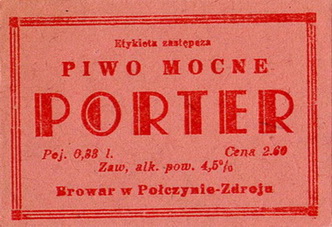 Etykieta zastępcza
PIWO MOCNE
PORTER
Poj. 0,33 l. Cena 2.60
Zaw. alk. pow. 4,5%
Browar w Połczynie-Zdroju